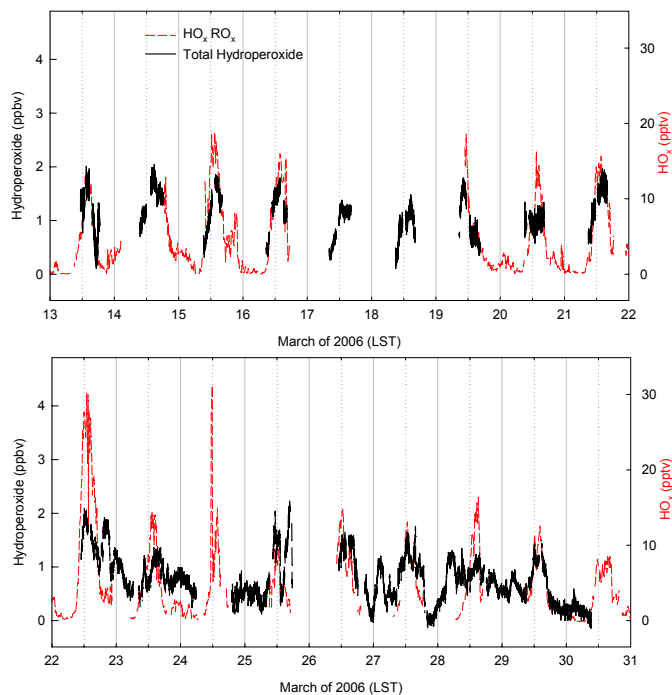 HOx ROx
Total Hydroperoxide
Hydroperoxide (ppbv)
4
3
2
1
0
HOx (pptv)
30
20
10
0
13 14 15 16 17 18 19 20 21 22
March of 2006 (LST)
Hydroperoxide (ppbv)
4
3
2
1
0
HOx (pptv)
30
20
10
0
22 23 24 25 26 27 28 29 30 31
March of 2006 (LST)